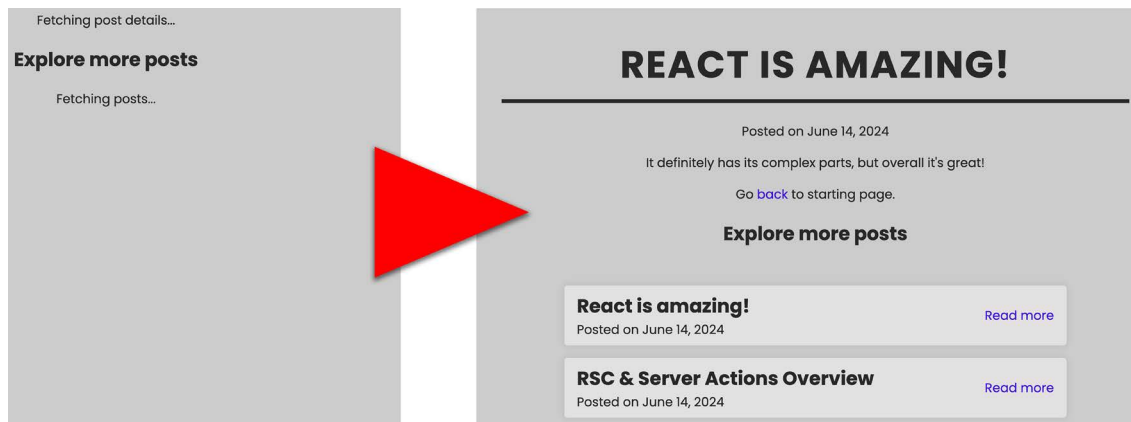 Fetching post details...
Explore more posts
Fetching posts...
REACT IS AMAZING!
Posted on June 14, 2024
It definitely has its complex parts, but overall it's great!
Go back to starting page.
Explore more posts
React is amazing!
Posted on June 14, 2024
Read more
RSC & Server Actions Overview
Posted on June 14, 2024
Read more